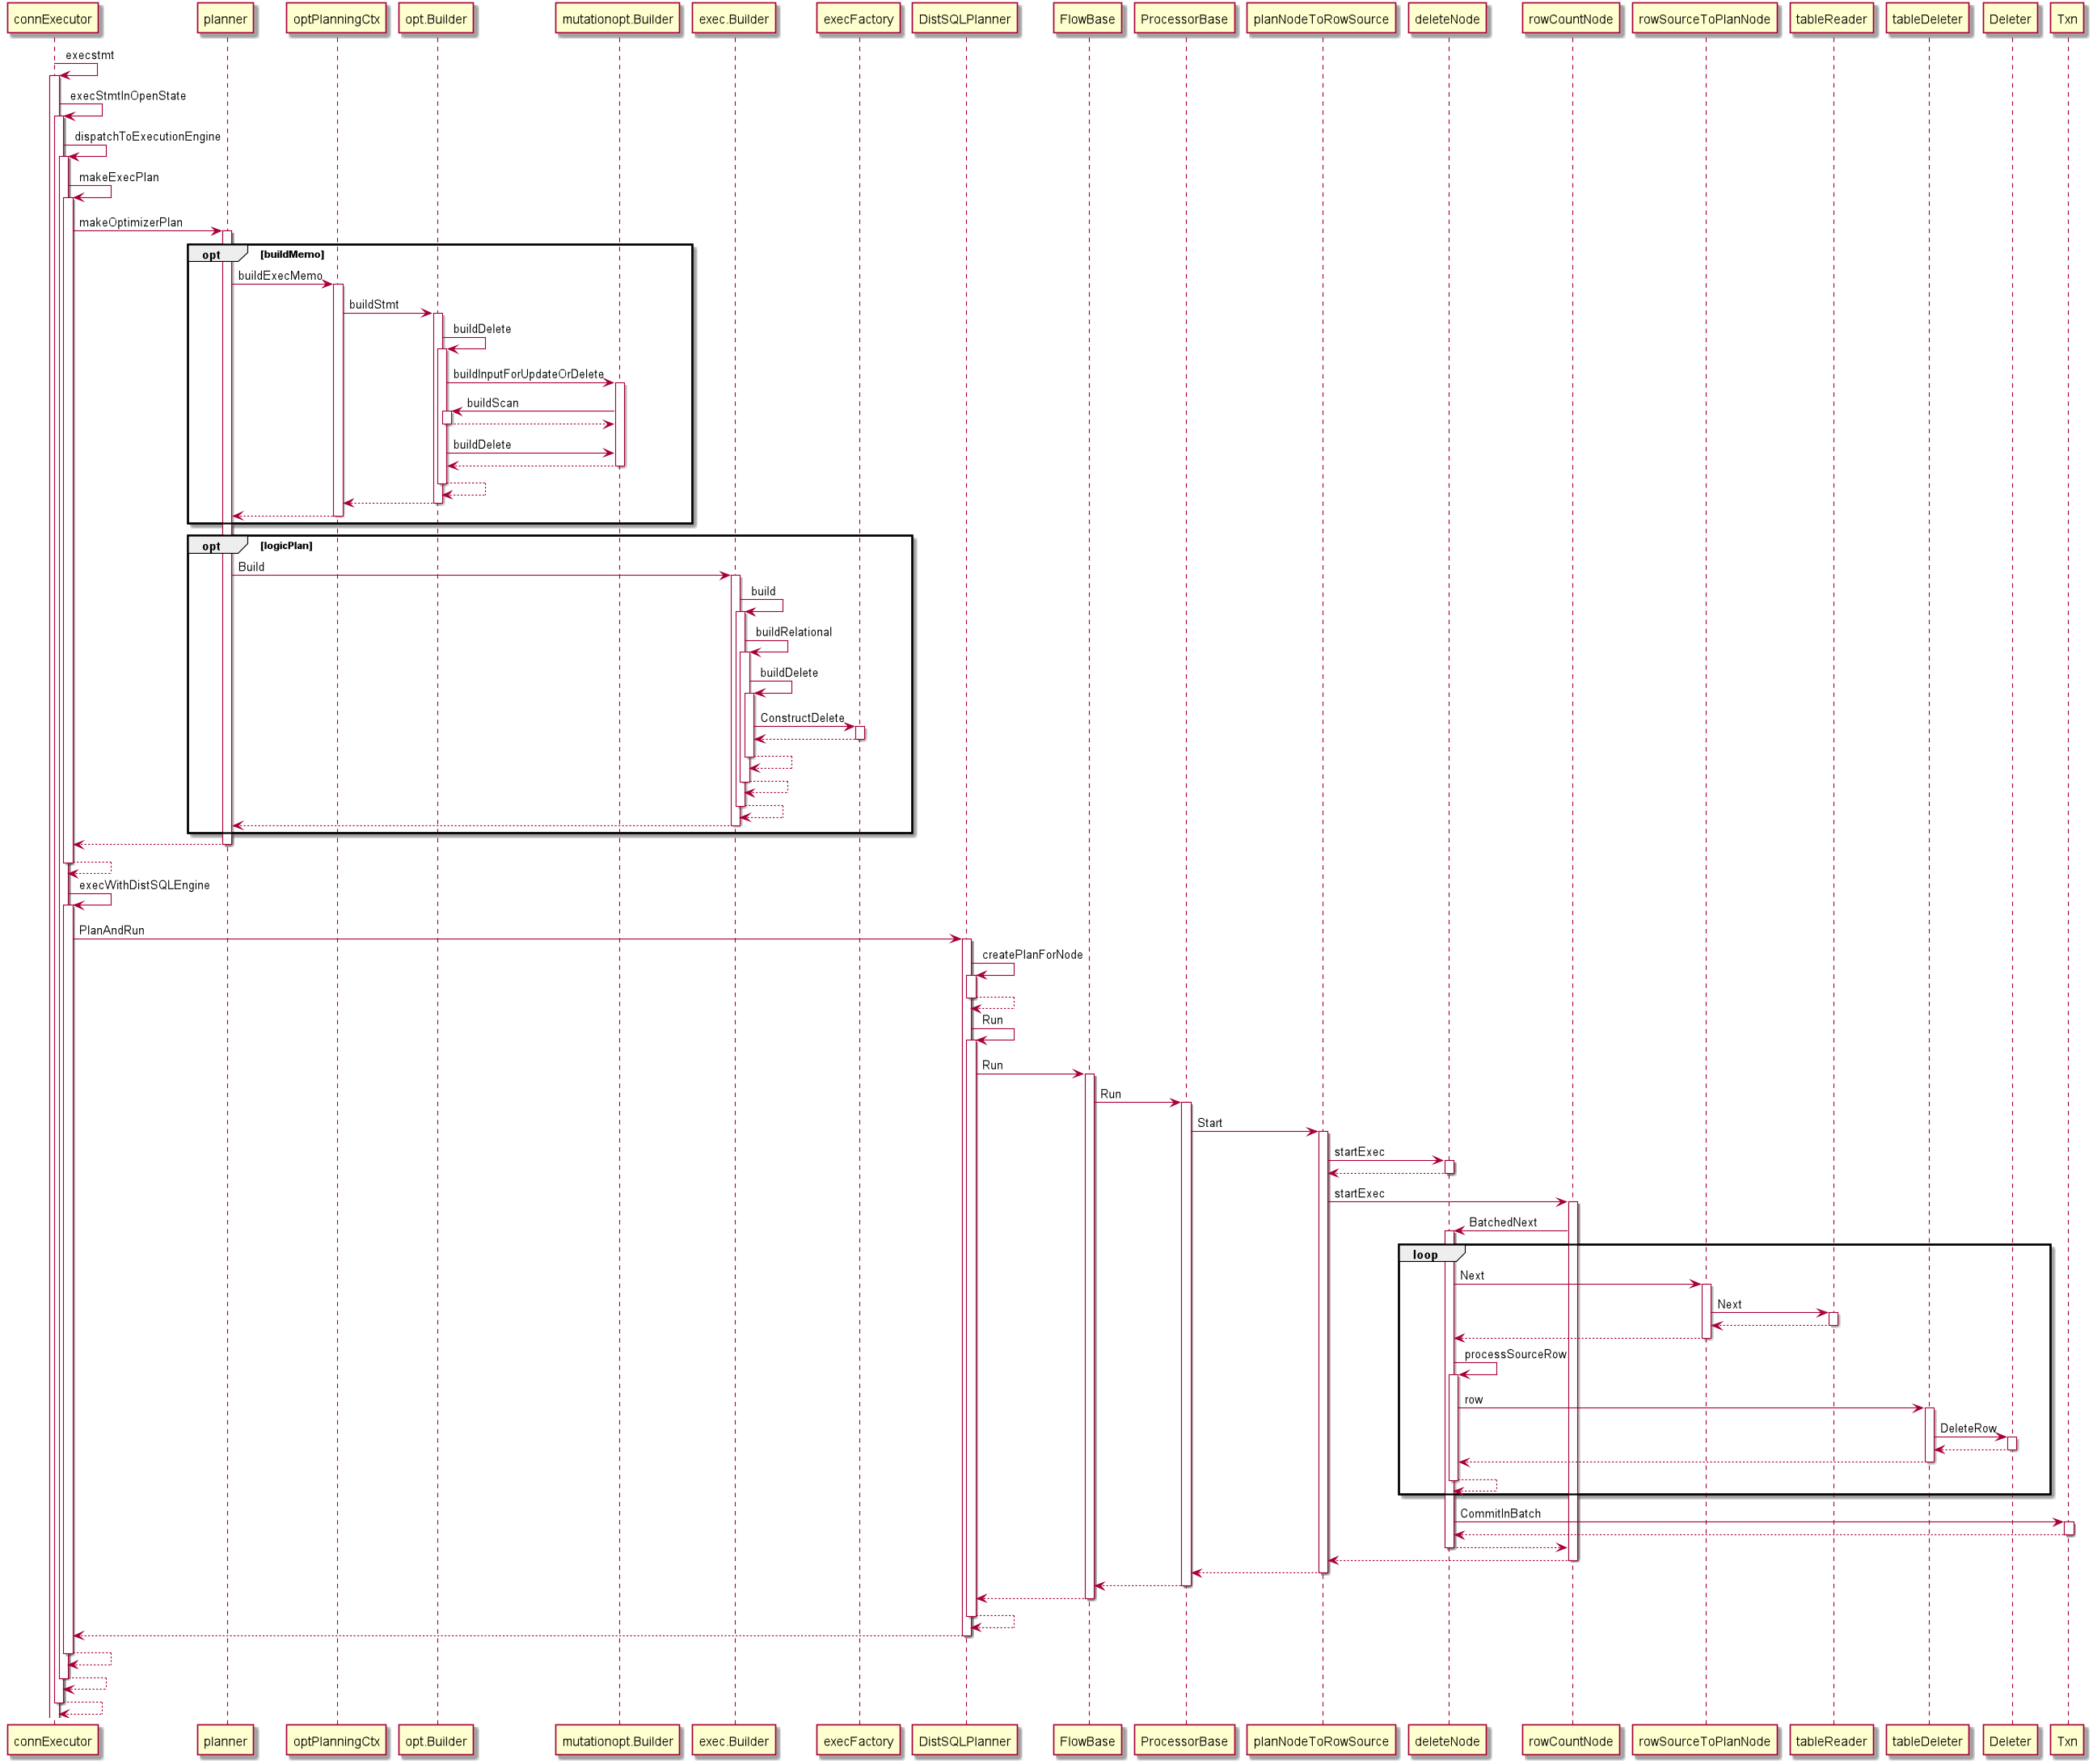 connExecutor
planner
optPlanningCtx
opt.Builder
mutationopt.Builder
exec.Builder
execFactory
DistSQLPlanner
FlowBase
ProcessorBase
planNodeToRowSource
deleteNode
rowCountNode
rowSourceToPlanNode
tableReader
tableDeleter
Deleter
Txn
execstmt
execStmtInOpenState
dispatchToExecutionEngine
makeExecPlan
makeOptimizerPlan
opt
[buildMemo]
buildExecMemo
buildStmt
buildDelete
buildInputForUpdateOrDelete
buildScan
buildDelete
opt
[logicPlan]
Build
build
buildRelational
buildDelete
ConstructDelete
execWithDistSQLEngine
PlanAndRun
createPlanForNode
Run
Run
Run
Start
startExec
startExec
BatchedNext
loop
Next
Next
processSourceRow
row
DeleteRow
CommitInBatch
connExecutor
planner
optPlanningCtx
opt.Builder
mutationopt.Builder
exec.Builder
execFactory
DistSQLPlanner
FlowBase
ProcessorBase
planNodeToRowSource
deleteNode
rowCountNode
rowSourceToPlanNode
tableReader
tableDeleter
Deleter
Txn